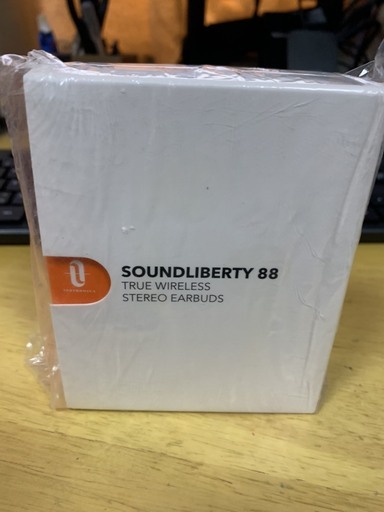 SOUNDLIBERTY 88
TRUE WIRELESS
STEREO EARBUDS